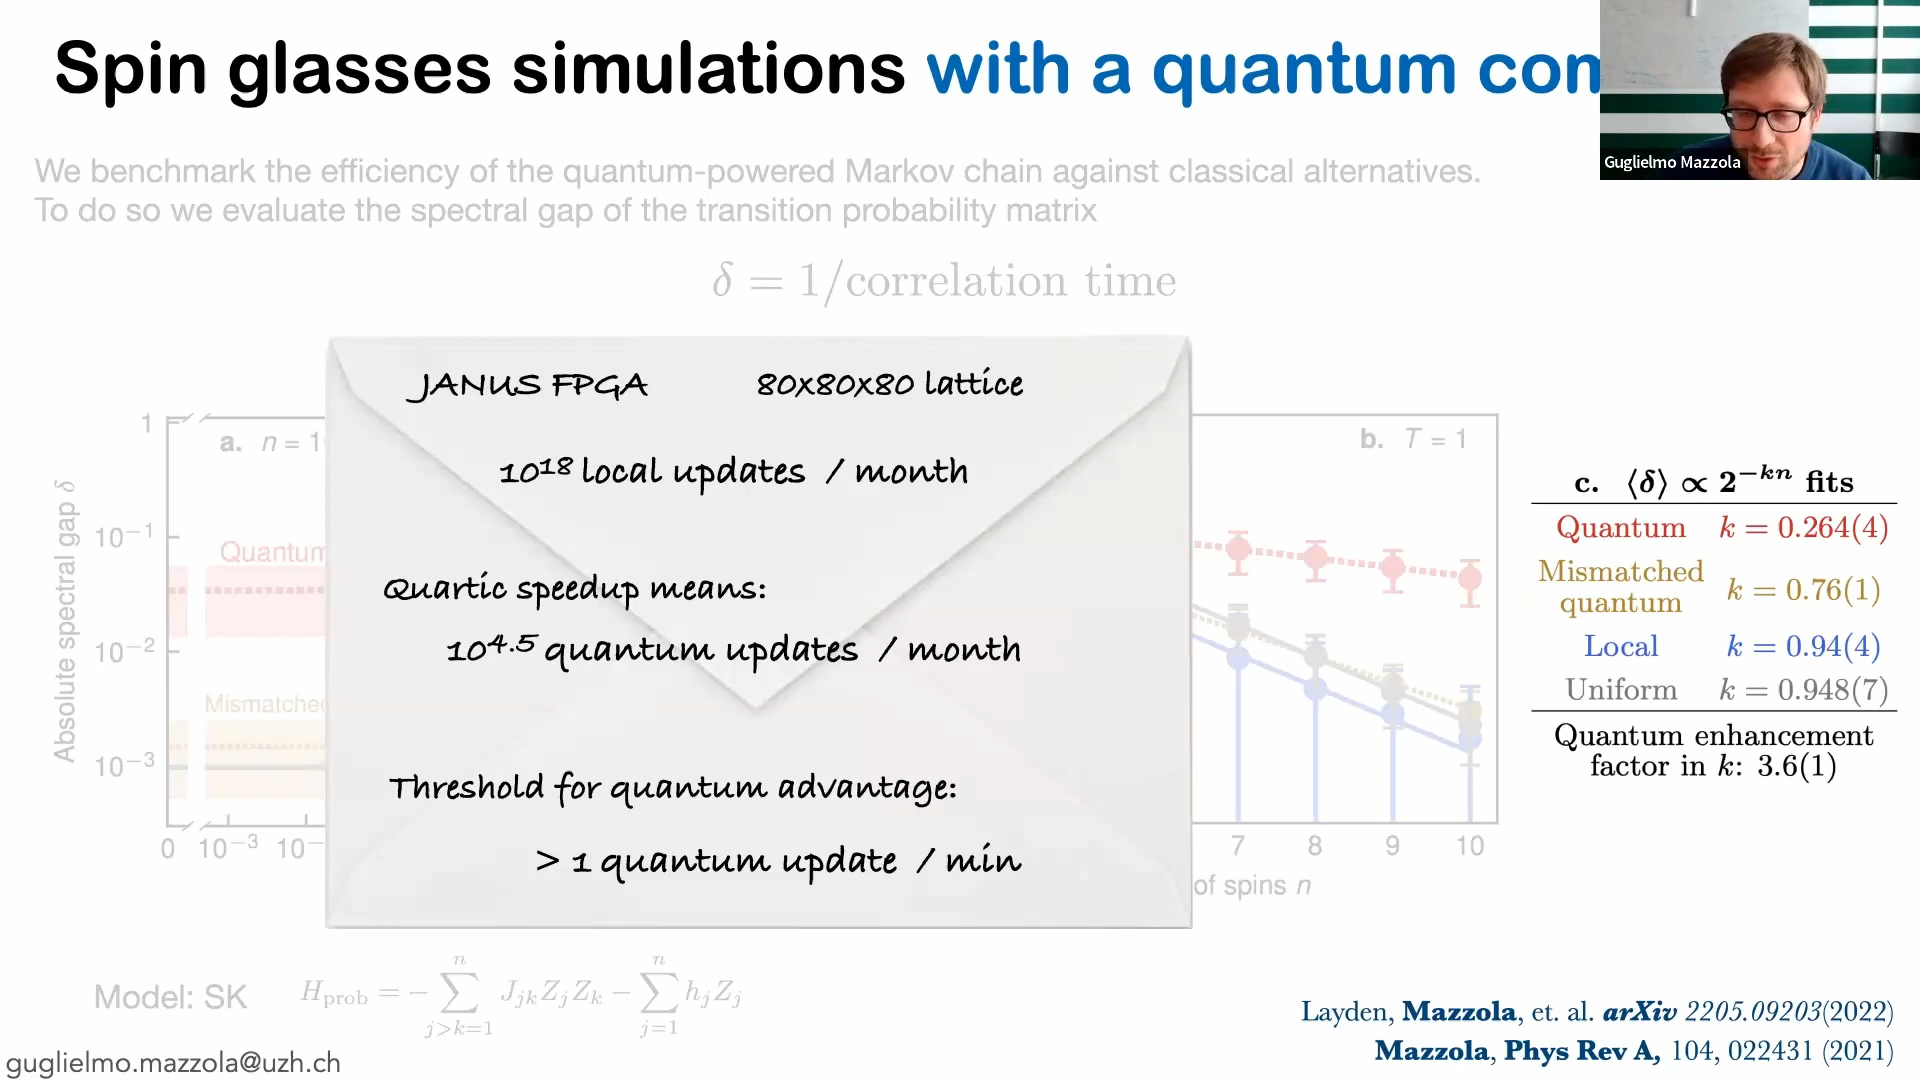 Spin glasses simulations with a quantum com
Guglielmo Mazzola
We benchmark the efficiency of the quantum-powered Markov chain against classical alternatives.
To do so we evaluate the spectral gap of the transition probability matrix
δ = 1/correlation time
JANUS FPGA 80x80x80 lattice
10¹⁸ local updates / month
Quartic speedup means:
10⁴·⁵ quantum updates / month
Threshold for quantum advantage:
> 1 quantum update / min
Absolute spectral gap δ
1
10⁻¹
10⁻²
10⁻³
a. n = 1
Quantum
Mismatched
0 10⁻³ 10⁻
b. T = 1
7 8 9 10
of spins n
c. ⟨δ⟩ ∝ 2⁻ᵏⁿ fits
Quantum k = 0.264(4)
Mismatched
quantum k = 0.76(1)
Local k = 0.94(4)
Uniform k = 0.948(7)
Quantum enhancement
factor in k: 3.6(1)
Model: SK H_prob = − ∑_{j>k=1}^{n} J_{jk} Z_j Z_k − ∑_{j=1}^{n} h_j Z_j
Layden, Mazzola, et. al. arXiv 2205.09203(2022)
Mazzola, Phys Rev A, 104, 022431 (2021)
guglielmo.mazzola@uzh.ch